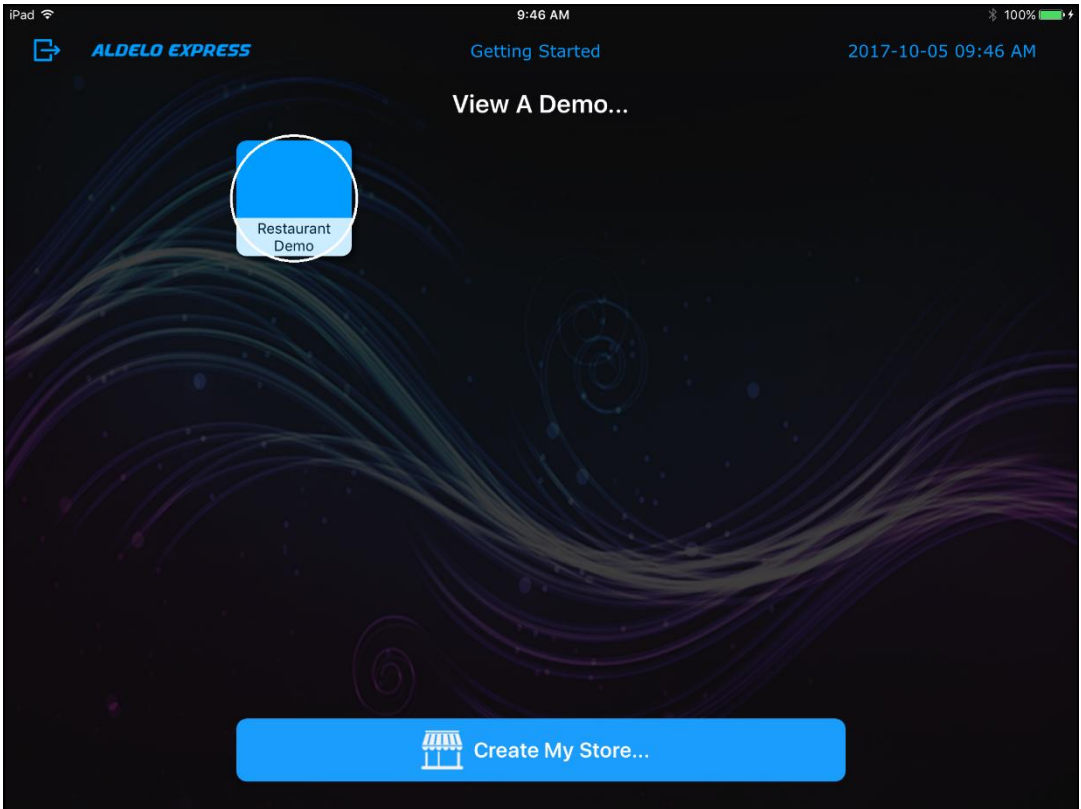 iPad 9:46 AM 100%
ALDELO EXPRESS Getting Started 2017-10-05 09:46 AM
View A Demo...
Restaurant
Demo
Create My Store...